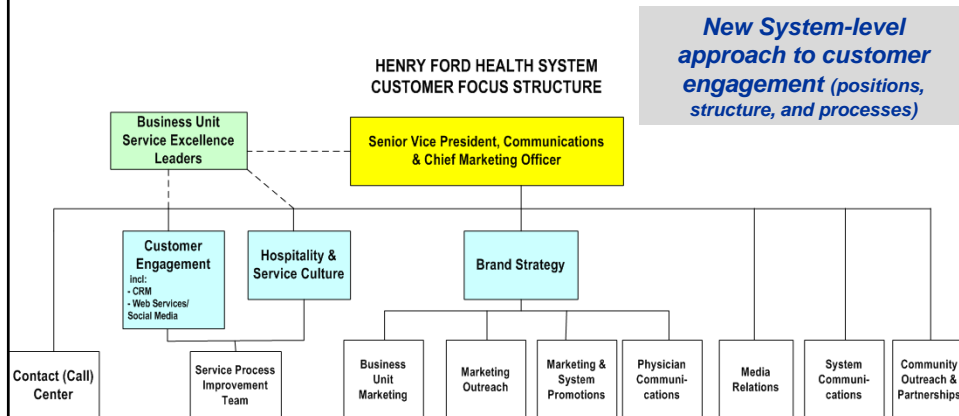 New System-level
approach to customer
engagement (positions,
structure, and processes)
HENRY FORD HEALTH SYSTEM
CUSTOMER FOCUS STRUCTURE
Business Unit
Service Excellence
Leaders
Senior Vice President, Communications
& Chief Marketing Officer
Customer
Engagement
incl:
- CRM
- Web Services/
Social Media
Hospitality &
Service Culture
Brand Strategy
Contact (Call)
Center
Service Process
Improvement
Team
Business
Unit
Marketing
Marketing
Outreach
Marketing &
System
Promotions
Physician
Communi-
cations
Media
Relations
System
Communi-
cations
Community
Outreach &
Partnerships